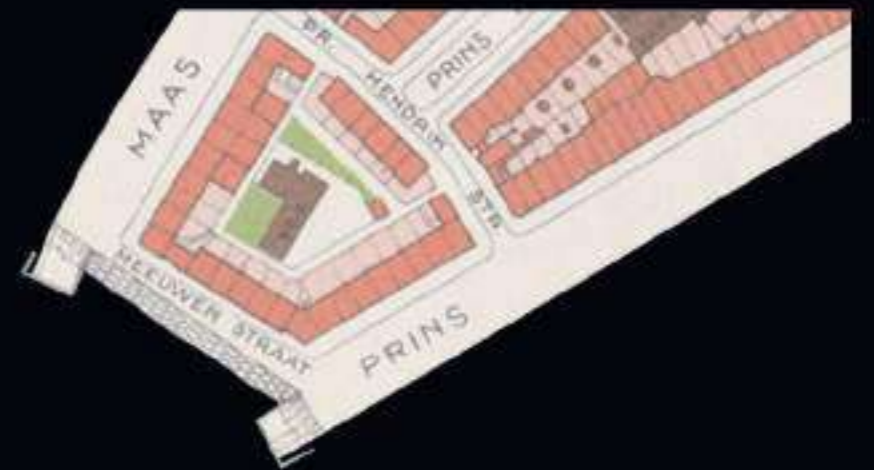 MAAS
PR. HENDRIK STR.
PRINS
MEEUWEN STRAAT
PRINS